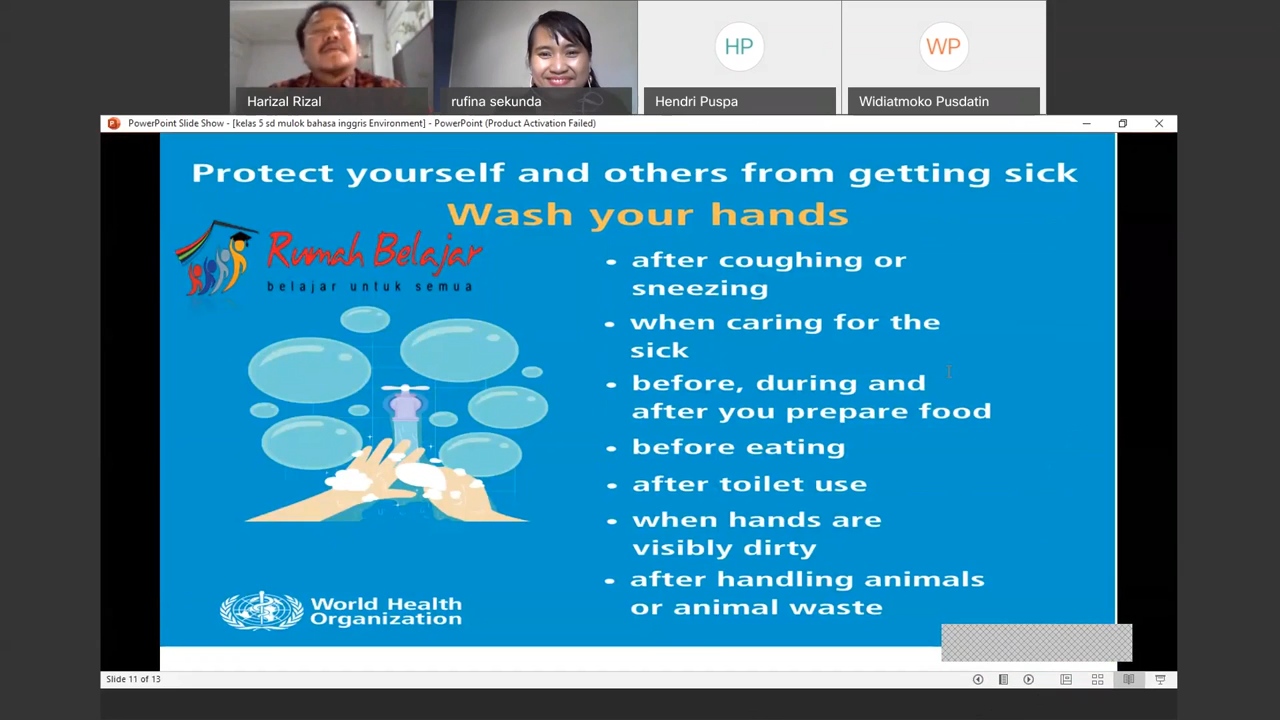 HP
WP
Harizal Rizal
rufina sekunda
Hendri Puspa
Widiatmoko Pusdatin
PowerPoint Slide Show - [kelas 5 sd mulok bahasa inggris Environment] - PowerPoint (Product Activation Failed)
Protect yourself and others from getting sick
Wash your hands
Rumah Belajar
belajar untuk semua
• after coughing or
sneezing
• when caring for the
sick
• before, during and
after you prepare food
• before eating
• after toilet use
• when hands are
visibly dirty
• after handling animals
or animal waste
World Health
Organization
Slide 11 of 13